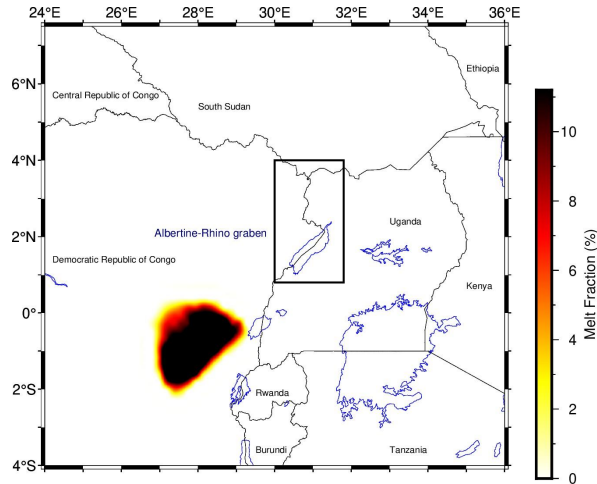 24°E 26°E 28°E 30°E 32°E 34°E 36°E
Ethiopia
6°N
Central Republic of Congo
South Sudan
10
4°N
Albertine-Rhino graben
Uganda
8
2°N
Democratic Republic of Congo
Kenya
6
0°
Melt Fraction (%)
4
2°S
Rwanda
2
Burundi
Tanzania
4°S
0